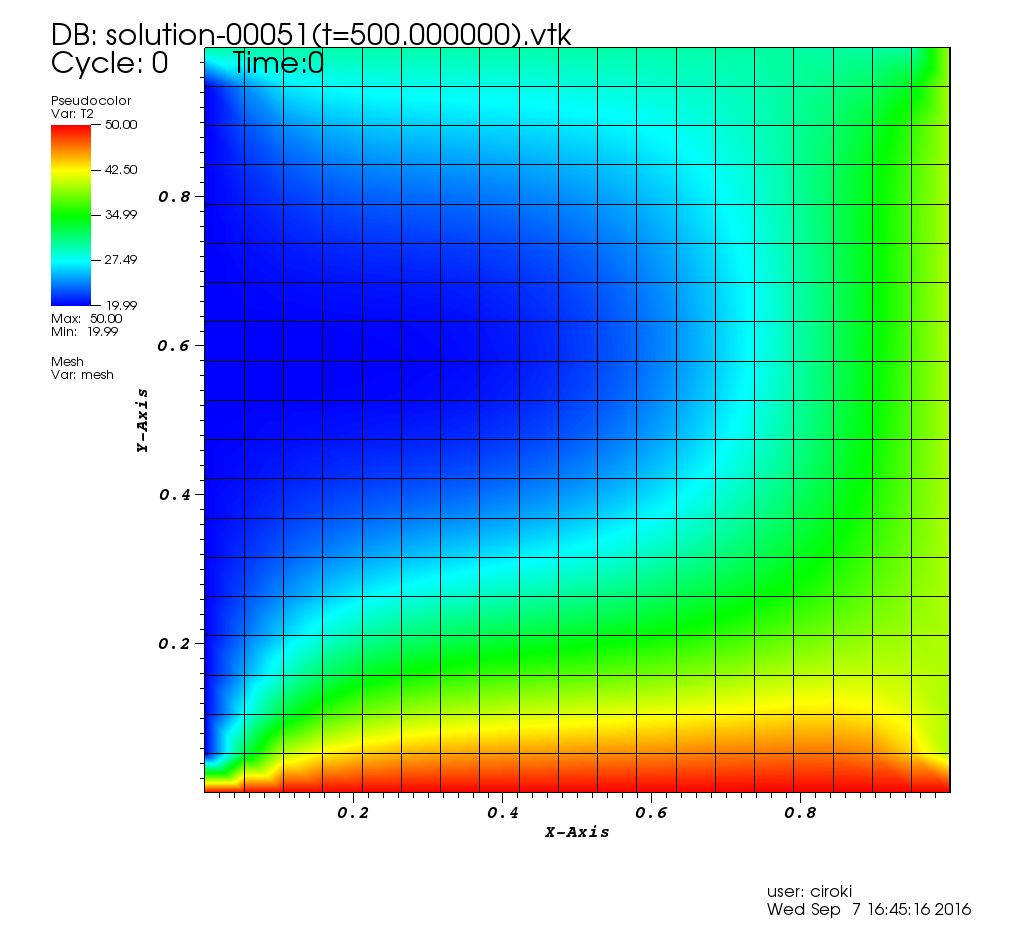 DB: solution-00051(t=500.000000).vtk
Cycle: 0 Time:0
Pseudocolor
Var: T2
50.00
42.50
34.99
27.49
19.99
Max: 50.00
Min: 19.99
Mesh
Var: mesh
0.8
0.6
0.4
0.2
Y-Axis
0.2 0.4 0.6 0.8
X-Axis
user: ciroki
Wed Sep 7 16:45:16 2016